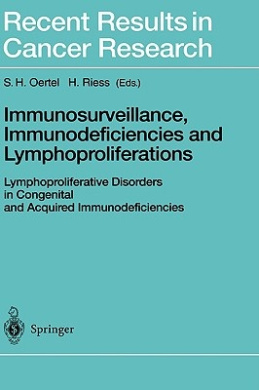 Recent Results in
Cancer Research
S. H. Oertel H. Riess (Eds.)
Immunosurveillance,
Immunodeficiencies and
Lymphoproliferations
Lymphoproliferative Disorders
in Congenital
and Acquired Immunodeficiencies
Springer